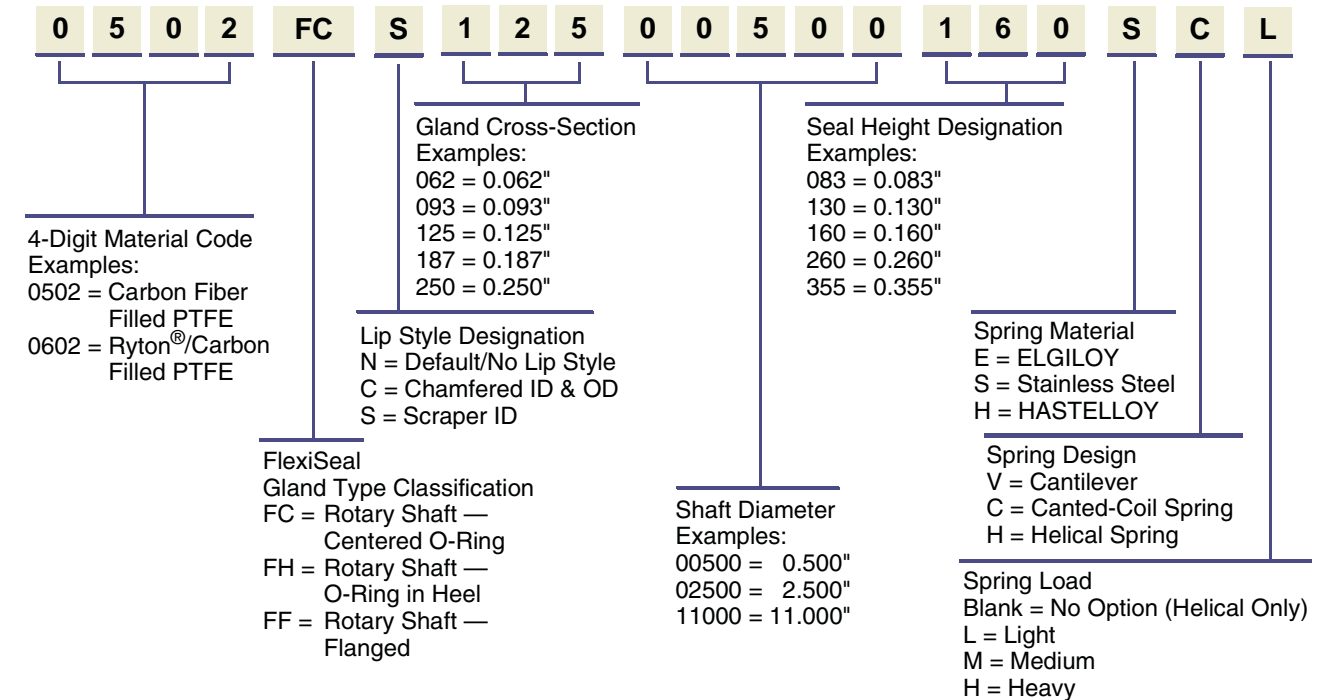 0 5 0 2 FC S 1 2 5 0 0 5 0 0 1 6 0 S C L
4-Digit Material Code
Examples:
0502 = Carbon Fiber
Filled PTFE
0602 = Ryton®/Carbon
Filled PTFE
FlexiSeal
Gland Type Classification
FC = Rotary Shaft —
Centered O-Ring
FH = Rotary Shaft —
O-Ring in Heel
FF = Rotary Shaft —
Flanged
Lip Style Designation
N = Default/No Lip Style
C = Chamfered ID & OD
S = Scraper ID
Gland Cross-Section
Examples:
062 = 0.062"
093 = 0.093"
125 = 0.125"
187 = 0.187"
250 = 0.250"
Shaft Diameter
Examples:
00500 = 0.500"
02500 = 2.500"
11000 = 11.000"
Seal Height Designation
Examples:
083 = 0.083"
130 = 0.130"
160 = 0.160"
260 = 0.260"
355 = 0.355"
Spring Material
E = ELGILOY
S = Stainless Steel
H = HASTELLOY
Spring Design
V = Cantilever
C = Canted-Coil Spring
H = Helical Spring
Spring Load
Blank = No Option (Helical Only)
L = Light
M = Medium
H = Heavy